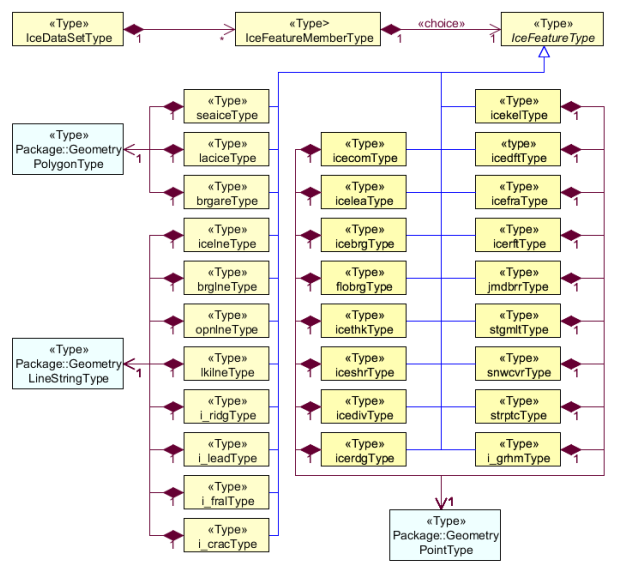 «Type»
IceDataSetType
1
*
«Type>
IceFeatureMemberType
1
«choice»
1
«Type»
IceFeatureType
«Type»
seaiceType
1
«Type»
Package::Geometry
PolygonType
1
«Type»
laciceType
1
«Type»
brgareType
1
«Type»
icelneType
1
«Type»
brglneType
1
«Type»
opnlneType
1
«Type»
Package::Geometry
LineStringType
1
«Type»
lkilneType
1
«Type»
i_ridgType
1
«Type»
i_leadType
1
«Type»
i_fralType
1
«Type»
i_cracType
1
«Type»
icecomType
1
«Type»
iceleaType
1
«Type»
icebrgType
1
«Type»
flobrgType
1
«Type»
icethkType
1
«Type»
iceshrType
1
«Type»
icedivType
1
«Type»
icerdgType
1
«Type»
icekelType
1
«type»
icedftType
1
«Type»
icefraType
1
«Type»
icerftType
1
«Type»
jmdbrrType
1
«Type»
stgmltType
1
«Type»
snwcvrType
1
«Type»
strptcType
1
«Type»
i_grhmType
1
1
«Type»
Package::Geometry
PointType